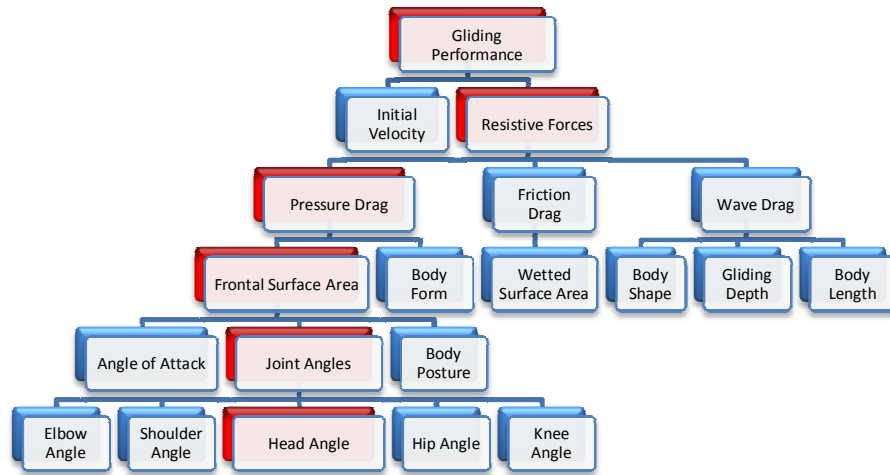 Gliding
Performance
Initial
Velocity
Resistive Forces
Pressure Drag
Friction
Drag
Wave Drag
Frontal Surface Area
Body
Form
Wetted
Surface Area
Body
Shape
Gliding
Depth
Body
Length
Angle of Attack
Joint Angles
Body
Posture
Elbow
Angle
Shoulder
Angle
Head Angle
Hip Angle
Knee
Angle